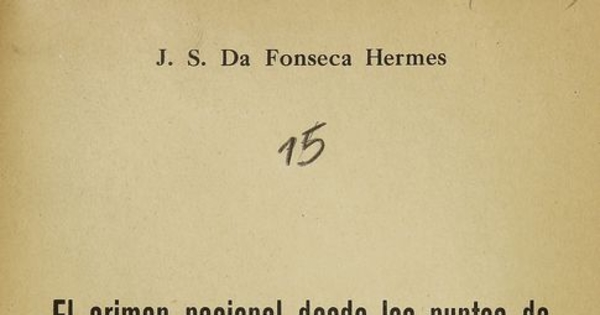 J. S. Da Fonseca Hermes
15
El crimen pasional desde los puntos de